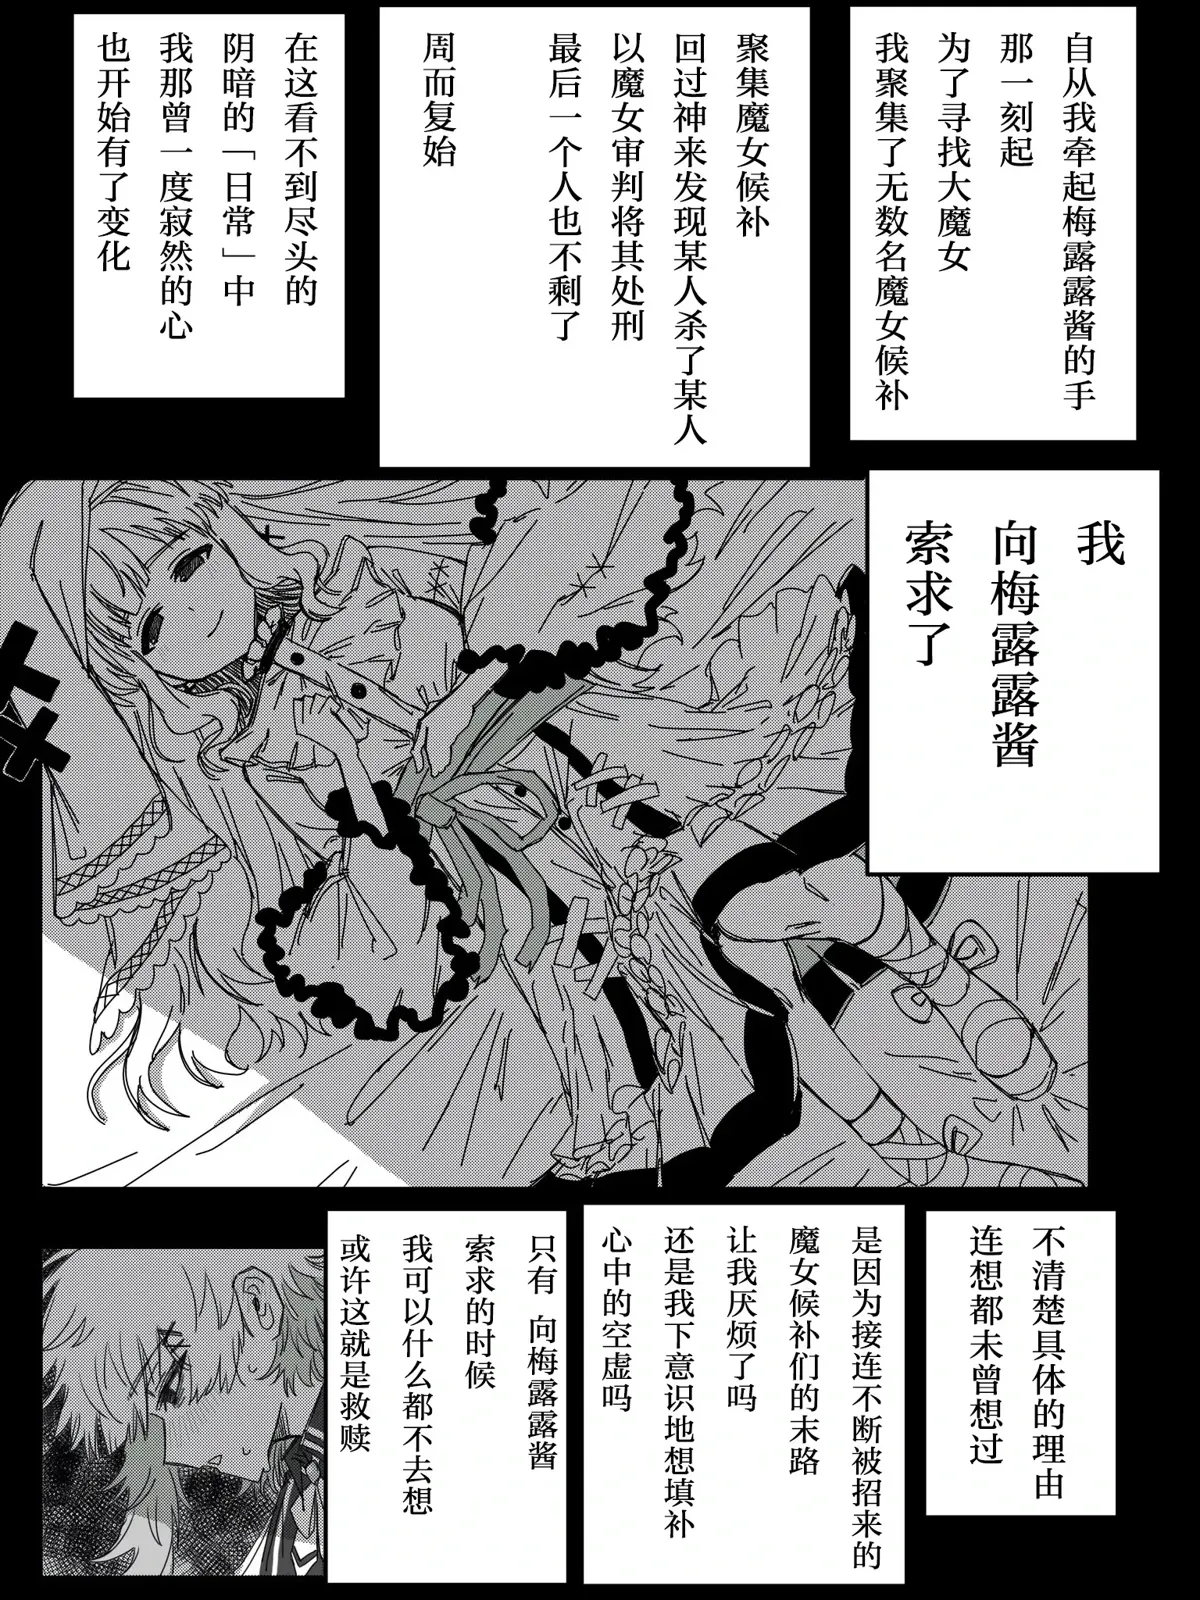 自从我牵起梅露露酱的手
那一刻起
为了寻找大魔女
我聚集了无数名魔女候补
聚集魔女候补
回过神来发现某人杀了某人
以魔女审判将其处刑
最后一个人也不剩了
周而复始
在这看不到尽头的
阴暗的「日常」中
我那曾一度寂然的心
也开始有了变化
我
向梅露露酱
索求了
不清楚具体的理由
连想都未曾想过
是因为接连不断被招来的
魔女候补们的末路
让我厌烦了吗
还是我下意识地想填补
心中的空虚吗
只有 向梅露露酱
索求的时候
我可以什么都不去想
或许这就是救赎